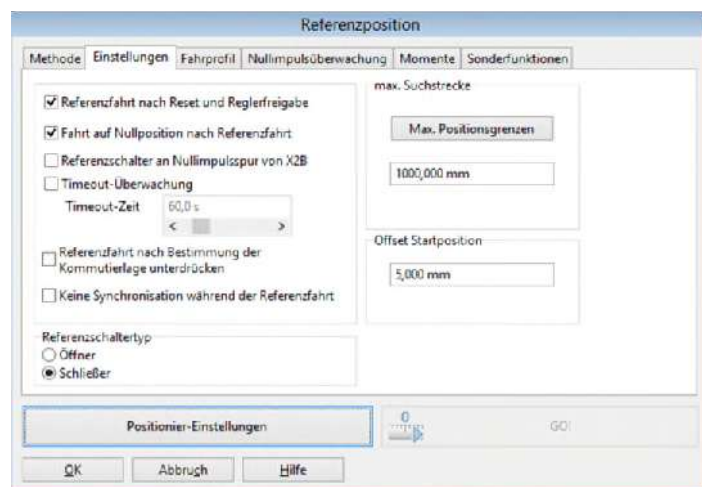 Referenzposition
Methode Einstellungen Fahrprofil Nullimpulsüberwachung Momente Sonderfunktionen
Referenzfahrt nach Reset und Reglerfreigabe
Fahrt auf Nullposition nach Referenzfahrt
Referenzschalter an Nullimpulsspur von X2B
Timeout-Überwachung
Timeout-Zeit 60,0 s
Referenzfahrt nach Bestimmung der
Kommutierlage unterdrücken
Keine Synchronisation während der Referenzfahrt
Referenzschaltertyp
Öffner
Schließer
max. Suchstrecke
Max. Positionsgrenzen
1000,000 mm
Offset Startposition
5,000 mm
Positionier-Einstellungen
0
GO!
OK Abbruch Hilfe